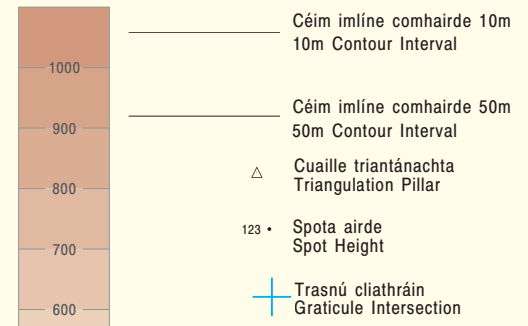 Céim imlíne comhairde 10m
10m Contour Interval
1000
Céim imlíne comhairde 50m
50m Contour Interval
900
Cuaille triantánachta
Triangulation Pillar
800
123
Spota airde
Spot Height
700
Trasnú cliathráin
Graticule Intersection
600